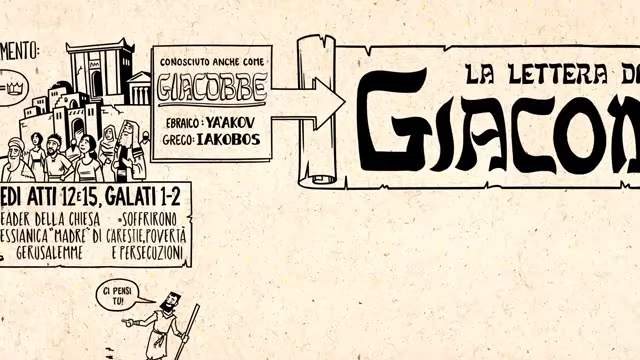 MENTO:
CONOSCIUTO ANCHE COME
GIACOBBE
EBRAICO: YA'AKOV
GRECO: IAKOBOS
LA LETTERA D
GIACOM
EDI ATTI 12 E 15, GALATI 1-2
EADER DELLA CHIESA
ESSIANICA "MADRE" DI
GERUSALEMME
•SOFFRIRONO
CARESTIE, POVERTÀ
E PERSECUZIONI
CI PENSI
TU!